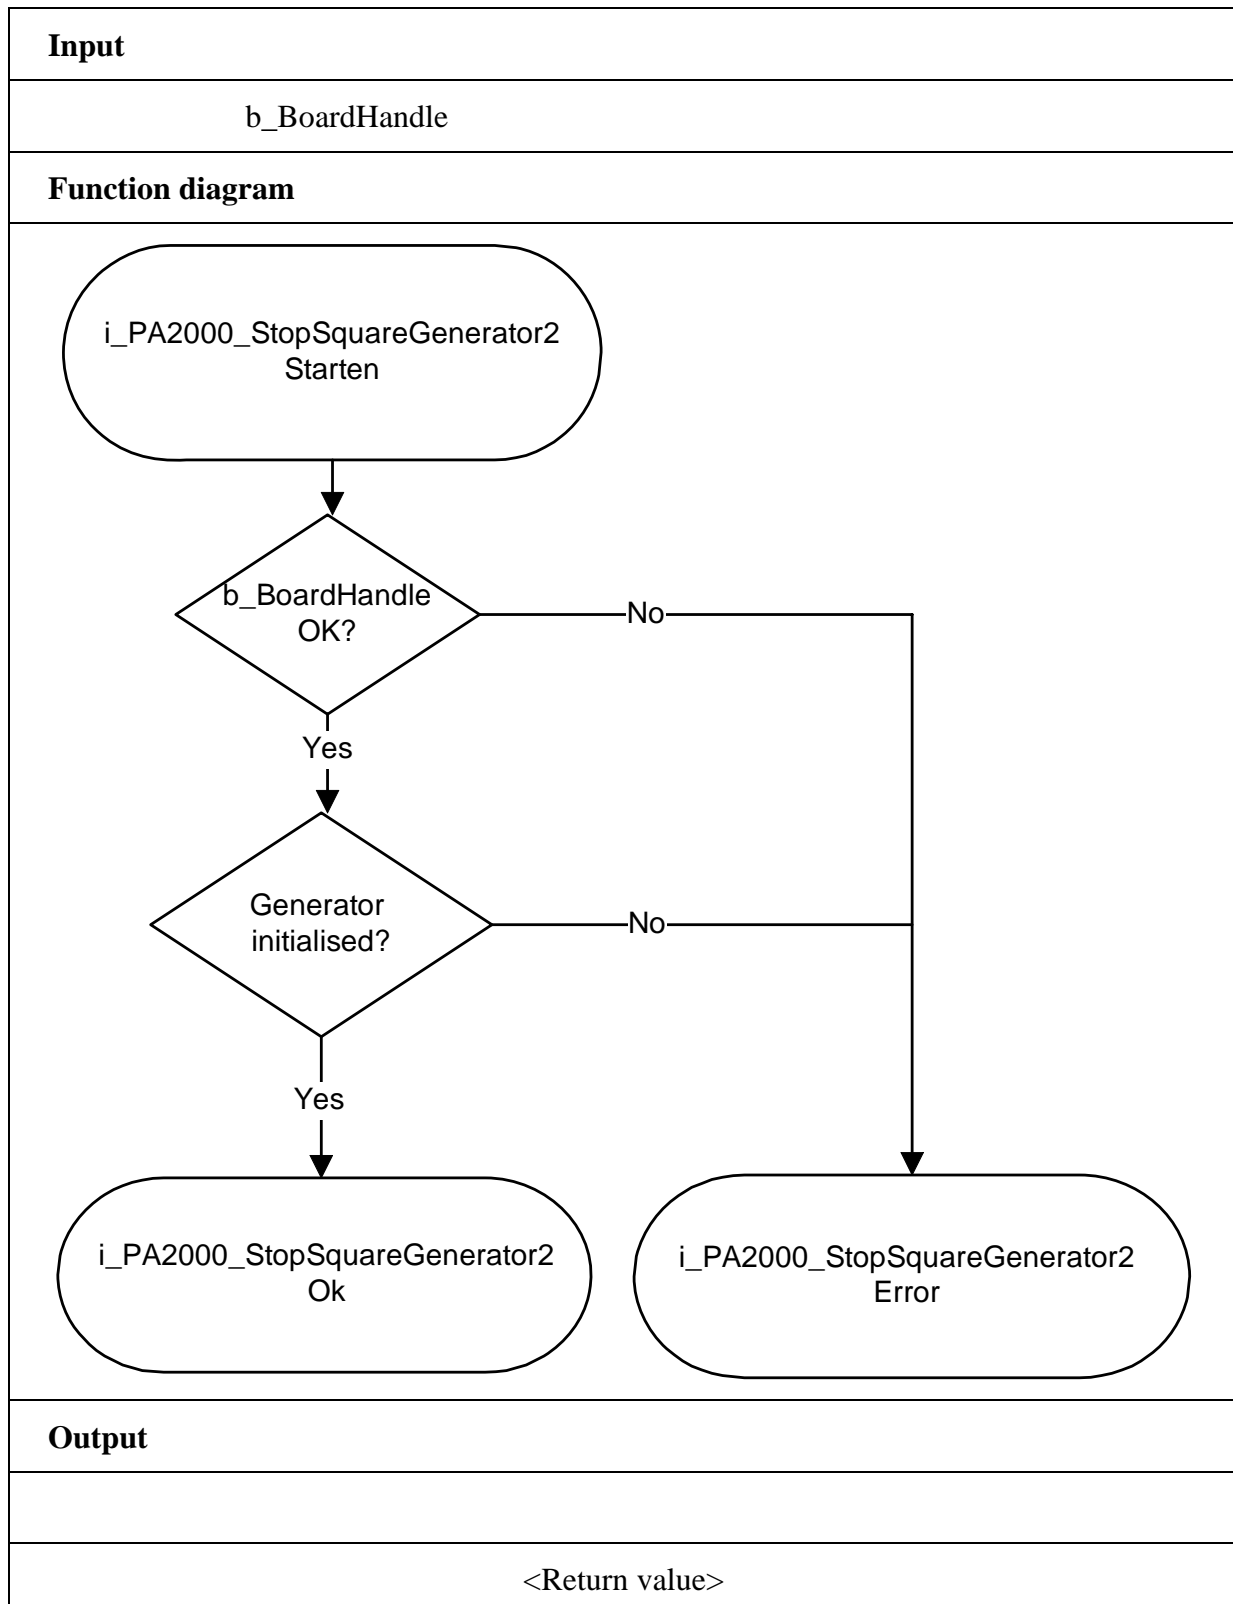 Input
b_BoardHandle
Function diagram
i_PA2000_StopSquareGenerator2
Starten
b_BoardHandle
OK?
No
Yes
Generator
initialised?
No
Yes
i_PA2000_StopSquareGenerator2
Ok
i_PA2000_StopSquareGenerator2
Error
Output
<Return value>